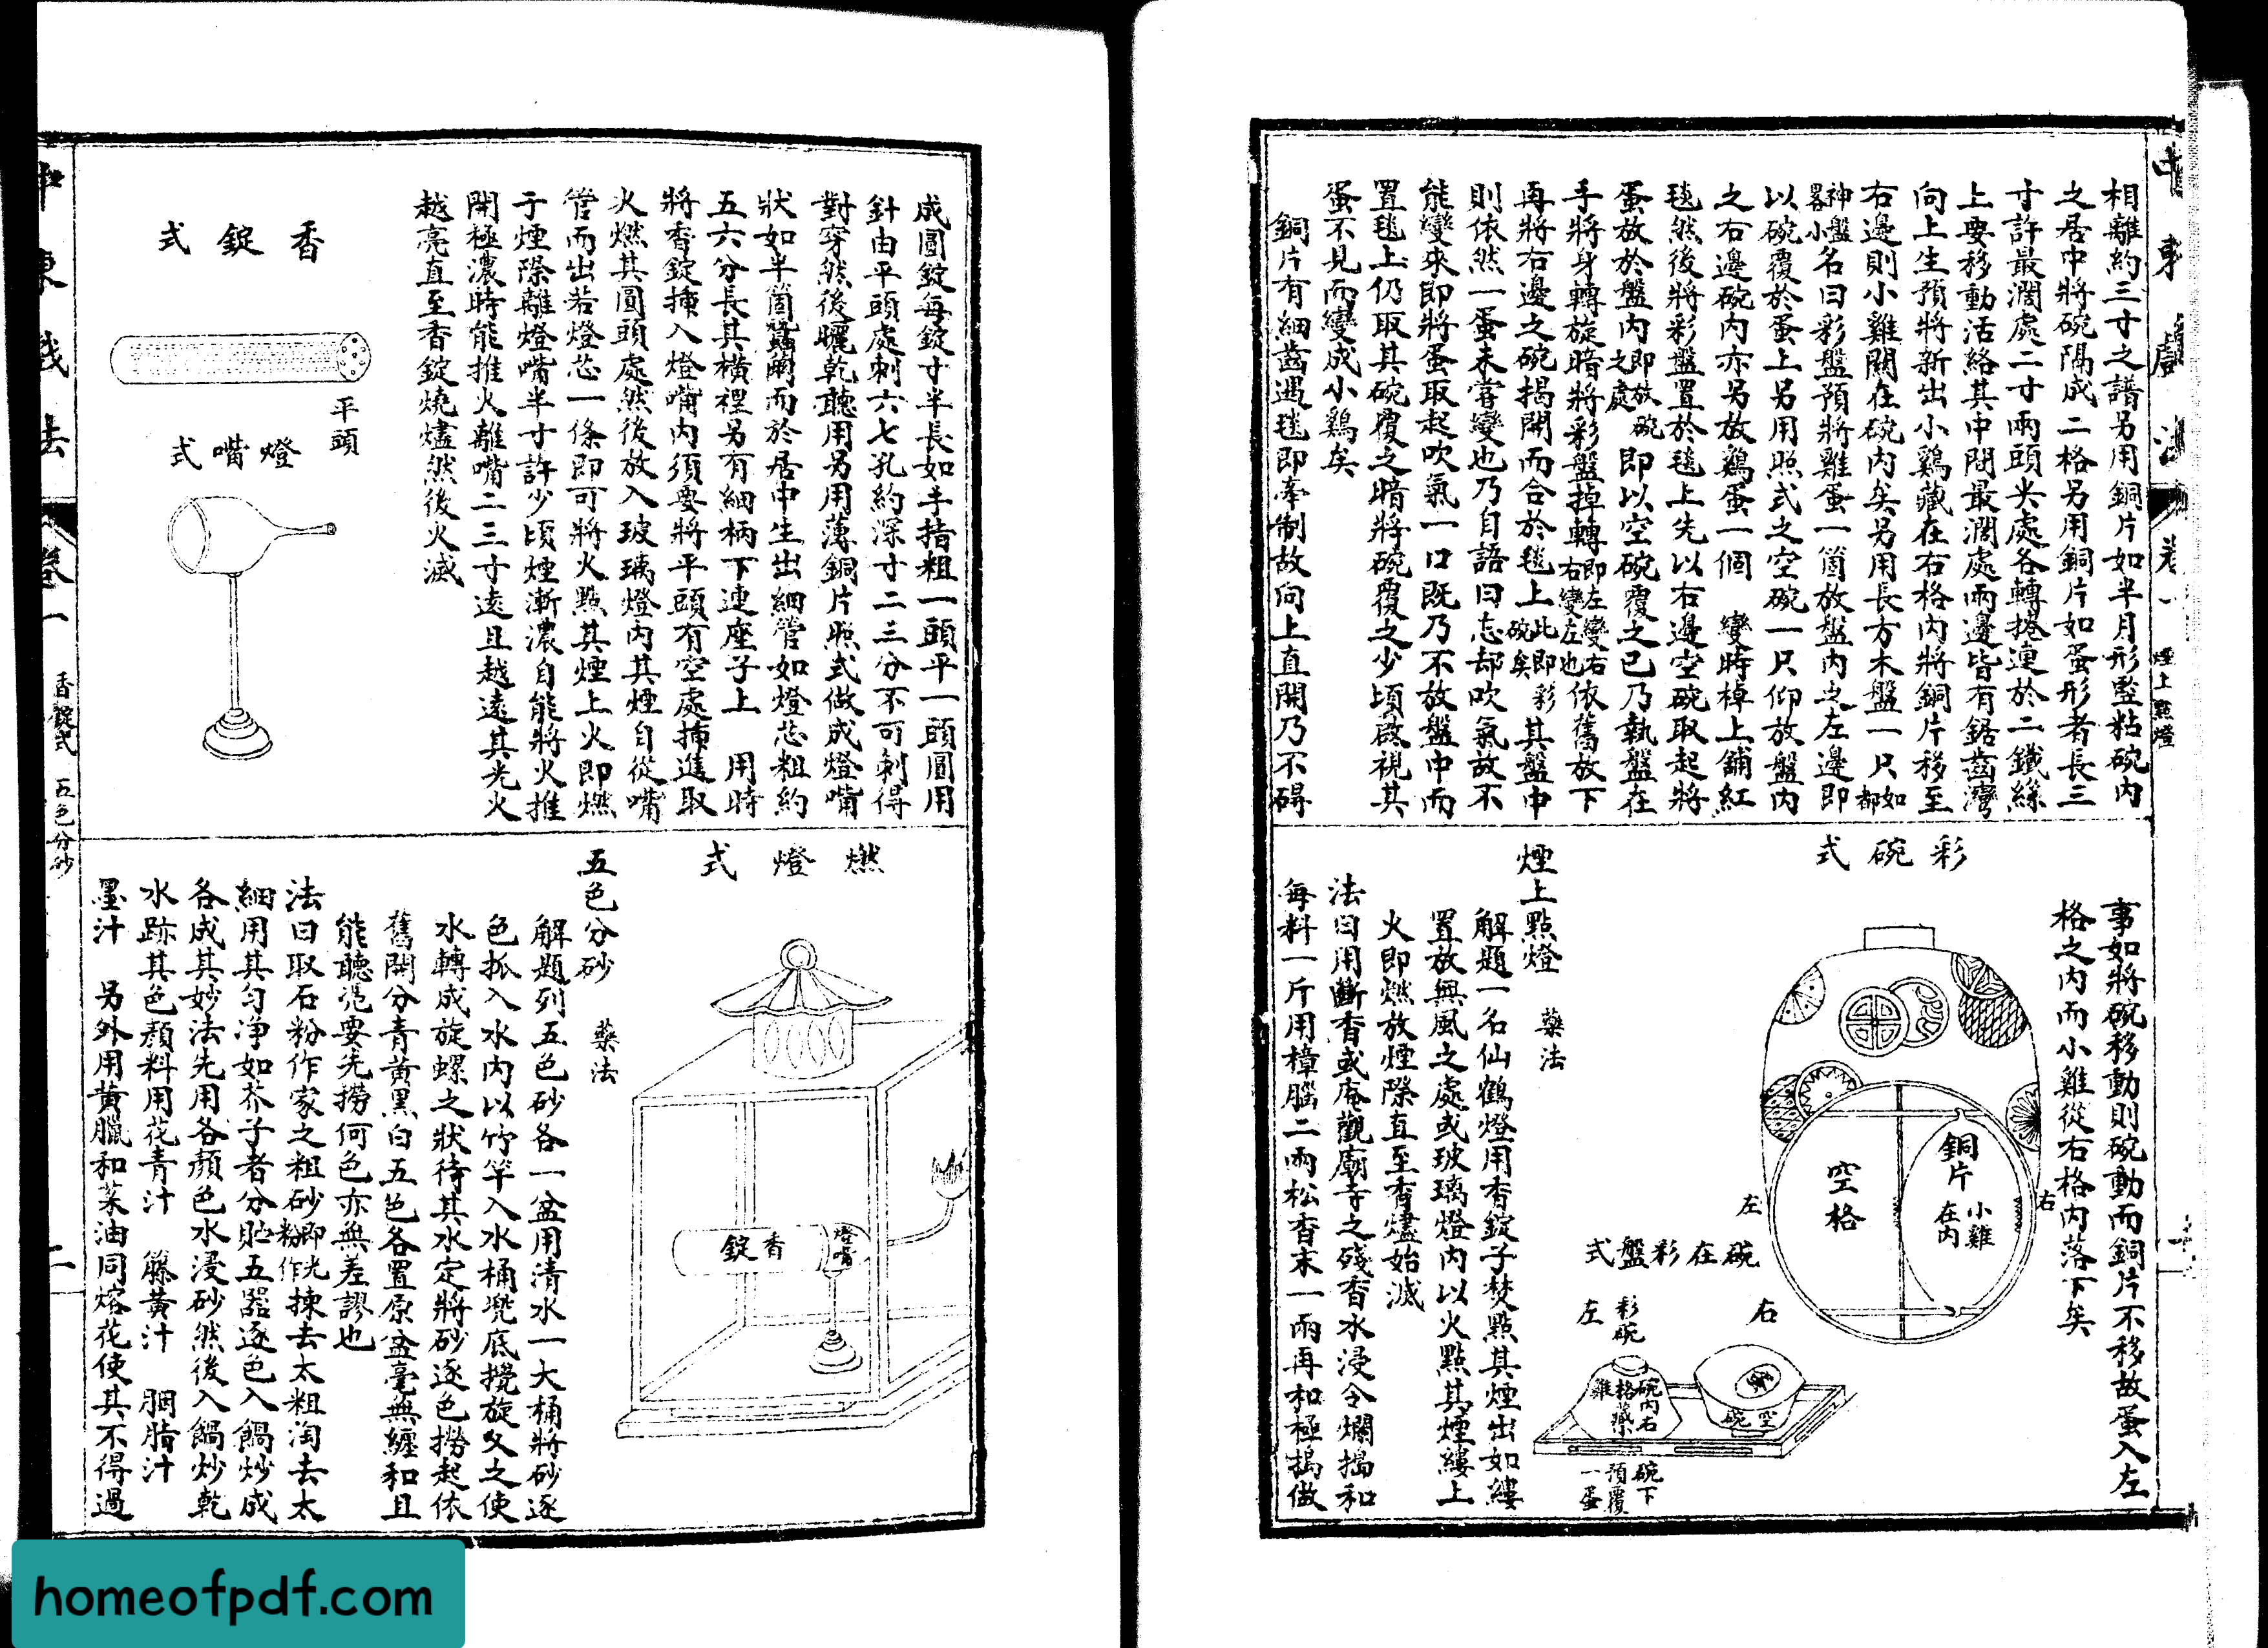 中東戲法
卷一
煙上點燈
相離約三寸之譜另用銅片如半月形豎粘碗內
之居中將碗隔成二格另用銅片如蛋形者長三
寸許最濶處二寸兩頭尖處各轉捲連於二鐵絲
上要移動活絡其中間最濶處兩邊皆有鋸齒灣
向上生預將新出小鷄藏在右格內將銅片移至
右邊則小雞關在碗內矣另用長方木盤一只如都
神器盤小名曰彩盤預將雞蛋一箇放盤內之左邊即
以碗覆於蛋上另用照式之空碗一只仰放盤內
之右邊碗內亦另放鷄蛋一個 變時棹上鋪紅
毯然後將彩盤置於毯上先以右邊空碗取起將
蛋放於盤內即放碗之處即以空碗覆之已乃執盤在
手將身轉旋暗將彩盤掉轉即左變右右變左也依舊放下
再將右邊之碗揭開而合於毯上此即彩碗矣其盤中
則依然一蛋未嘗變也乃自語曰忘却吹氣故不
能變來即將蛋取起吹氣一口既乃不放盤中而
置毯上仍取其碗覆之暗將碗覆之少頃啟視其
蛋不見而變成小鷄矣
銅片有細齒遇毯即牽制故向上直開乃不碍
事如將碗移動則碗動而銅片不移故蛋入左
格之內而小雞從右格內落下矣
彩碗式
銅片
小雞在內
空格
右
左
碗在彩盤式
右
左
彩碗
碗內右格藏雞
空碗
碗下預覆一蛋
煙上點燈 藥法
解題一名仙鶴燈用香錠子焚點其煙出如縷
置放無風之處或玻璃燈內以火點其煙縷上
火即燃放煙際直至香燼始滅
法曰用斷香或庵觀廟寺之殘香水浸令爛搗和
每料一斤用樟腦二兩松香末一兩再和極搗做
成圓錠每錠寸半長如手指粗一頭平一頭圓用
針由平頭處刺六七孔約深寸二三分不可刺得
對穿然後曬乾聽用另用薄銅片照式做成燈嘴
狀如半箇蠶繭而於居中生出細管如燈芯粗約
五六分長其橫裡另有細柄下連座子上 用時
將香錠揷入燈嘴內須要將平頭有空處揷進取
火燃其圓頭處然後放入玻璃燈內其煙自從嘴
管而出若燈芯一條即可將火點其煙上火即燃
于煙際離燈嘴半寸許少頃煙漸濃自能將火推
開極濃時能推火離嘴二三寸遠且越遠其光火
越亮直至香錠燒燼然後火滅
香錠式
平頭
燈嘴式
燃燈式
香錠
燈嘴
五色分砂 藥法
解題列五色砂各一盆用清水一大桶將砂逐
色抓入水內以竹竿入水桶兜底攪旋久之使
水轉成旋螺之狀待其水定將砂逐色撈起依
舊開分青黃黑白五色各置原盆毫無纏和且
能聽凴要先撈何色亦無差謬也
法曰取石粉作家之粗砂即光粉作揀去太粗淘去太
細用其勻净如芥子者分貯五器逐色入鍋炒成
各成其妙法先用各顏色水浸砂然後入鍋炒乾
水跡其色顏料用花青汁 籐黃汁 胭脂汁
墨汁 另外用黃臘和菜油同熔花使其不得過
中東戲法
卷一
香錠式 五色分砂
二
homeofpdf.com